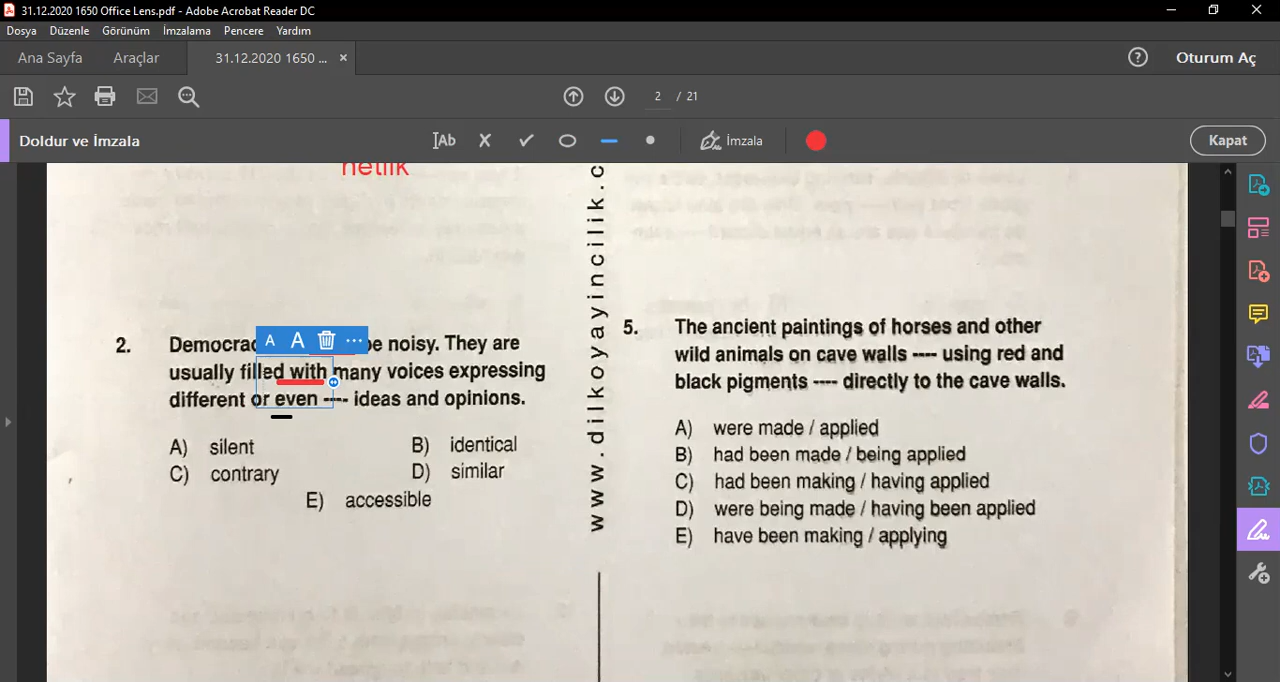 31.12.2020 1650 Office Lens.pdf - Adobe Acrobat Reader DC
Dosya Düzenle Görünüm İmzalama Pencere Yardım
Ana Sayfa Araçlar 31.12.2020 1650 ... × ? Oturum Aç
2 / 21
Doldur ve İmzala Ab İmzala Kapat
netlik
www.dilkoyayincilik.c
2. be noisy. They are
usually filled with many voices expressing
different or even ---- ideas and opinions.
A) silent B) identical
C) contrary D) similar
E) accessible
5. The ancient paintings of horses and other
wild animals on cave walls ---- using red and
black pigments ---- directly to the cave walls.
A) were made / applied
B) had been made / being applied
C) had been making / having applied
D) were being made / having been applied
E) have been making / applying